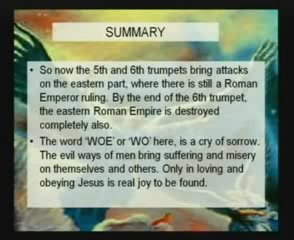 SUMMARY
• So now the 5th and 6th trumpets bring attacks
on the eastern part, where there is still a Roman
Emperor ruling. By the end of the 6th trumpet,
the eastern Roman Empire is destroyed
completely also.
• The word 'WOE' or 'WO' here, is a cry of sorrow.
The evil ways of men bring suffering and misery
on themselves and others. Only in loving and
obeying Jesus is real joy to be found.